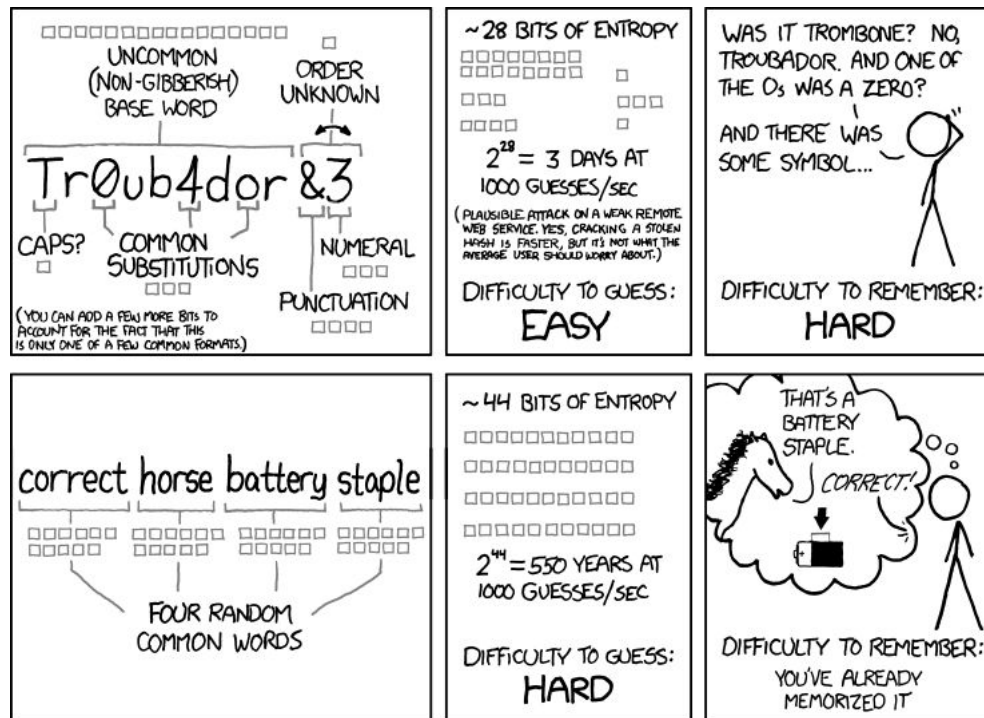 UNCOMMON
(NON-GIBBERISH)
BASE WORD
ORDER
UNKNOWN
Tr0ub4dor &3
CAPS?
COMMON
SUBSTITUTIONS
NUMERAL
PUNCTUATION
(YOU CAN ADD A FEW MORE BITS TO
ACCOUNT FOR THE FACT THAT THIS
IS ONLY ONE OF A FEW COMMON FORMATS.)
~28 BITS OF ENTROPY
2^28 = 3 DAYS AT
1000 GUESSES/SEC
(PLAUSIBLE ATTACK ON A WEAK REMOTE
WEB SERVICE. YES, CRACKING A STOLEN
HASH IS FASTER, BUT IT'S NOT WHAT THE
AVERAGE USER SHOULD WORRY ABOUT.)
DIFFICULTY TO GUESS:
EASY
WAS IT TROMBONE? NO,
TROUBADOR. AND ONE OF
THE Os WAS A ZERO?
AND THERE WAS
SOME SYMBOL...
DIFFICULTY TO REMEMBER:
HARD
correct horse battery staple
FOUR RANDOM
COMMON WORDS
~44 BITS OF ENTROPY
2^44 = 550 YEARS AT
1000 GUESSES/SEC
DIFFICULTY TO GUESS:
HARD
THAT'S A
BATTERY
STAPLE.
CORRECT!
+
DIFFICULTY TO REMEMBER:
YOU'VE ALREADY
MEMORIZED IT